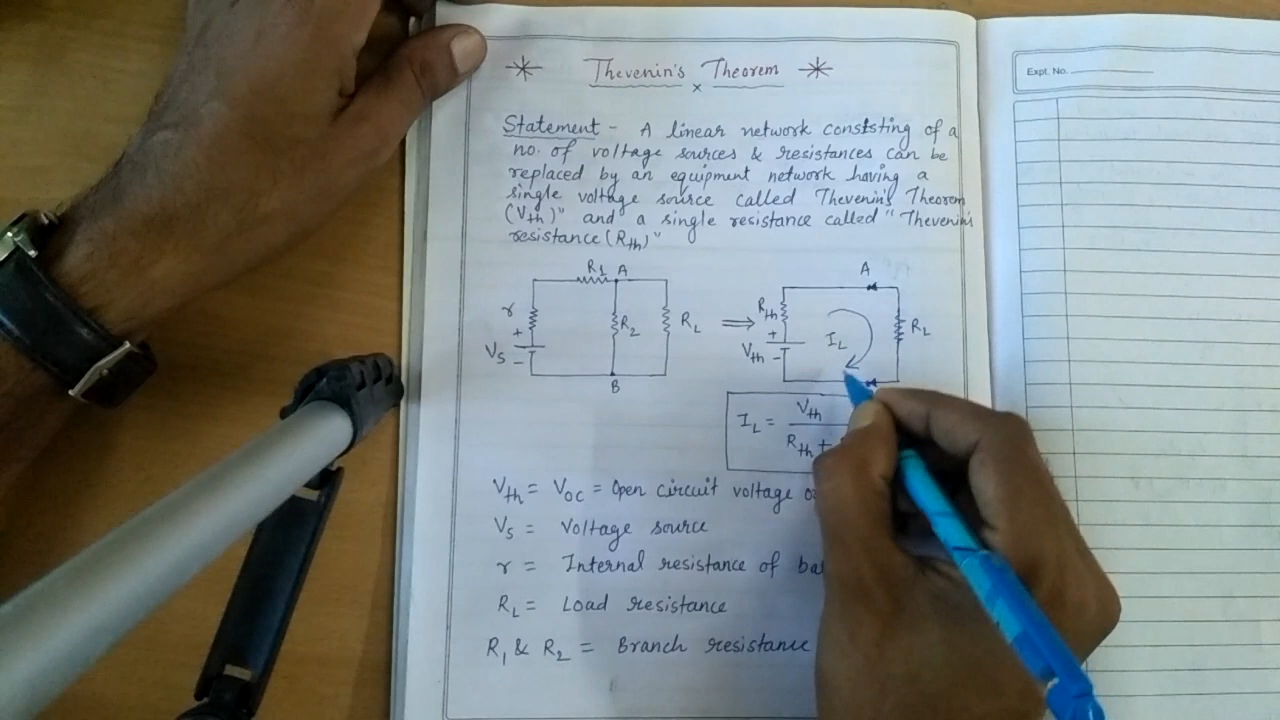 Thevenin's Theorem
x
Statement - A linear network consisting of a
no. of voltage sources & resistances can be
replaced by an equipment network having a
single voltage source called Thevenin's Theorem
(Vth)" and a single resistance called "Thevenin's
resistance (Rth)"
R1 A
r
+
VS -
R2
RL
B
⇒
A
Rth
+
Vth -
IL
RL
IL = Vth
Rth +
Vth = VOC = Open circuit voltage
VS = Voltage source
r = Internal resistance of
RL = Load resistance
R1 & R2 = Branch resistance
Expt. No.